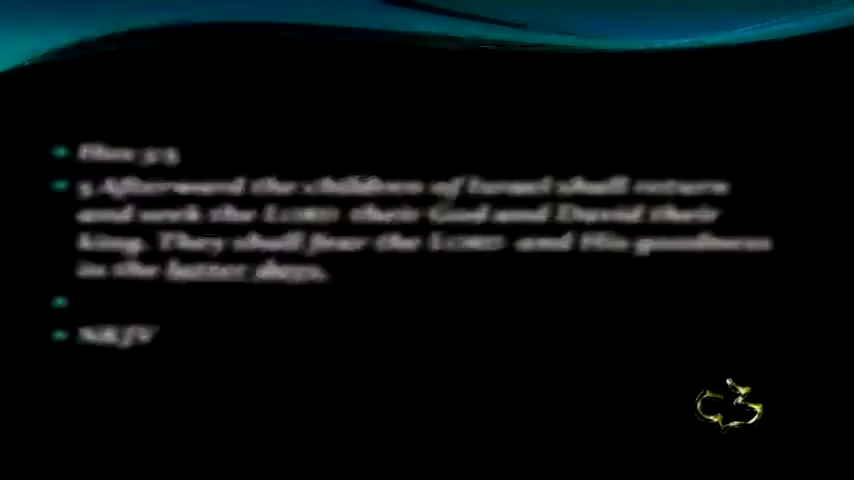 Hos 3:5
5 Afterward the children of Israel shall return
and seek the LORD their God and David their
king. They shall fear the LORD and His goodness
in the latter days.
NKJV